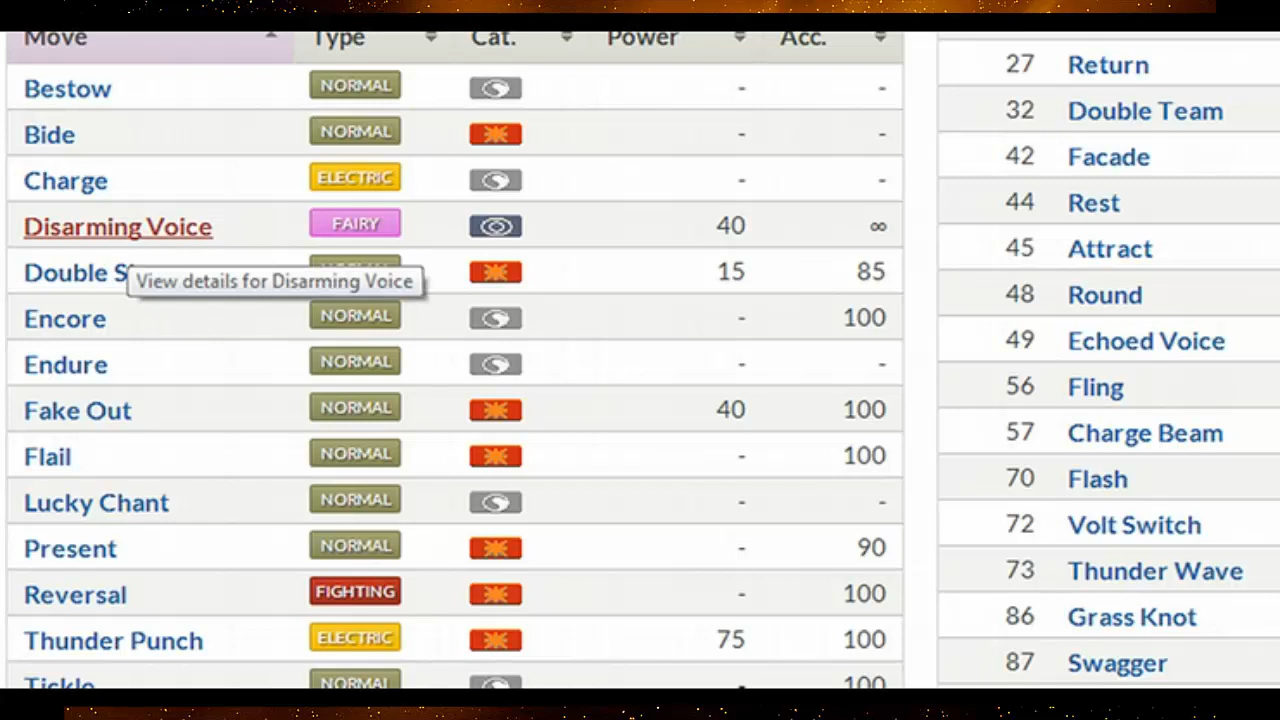 Move Type Cat. Power Acc.
Bestow NORMAL - -
Bide NORMAL - -
Charge ELECTRIC - -
Disarming Voice FAIRY 40 ∞
Double S 15 85
View details for Disarming Voice
Encore NORMAL - 100
Endure NORMAL - -
Fake Out NORMAL 40 100
Flail NORMAL - 100
Lucky Chant NORMAL - -
Present NORMAL - 90
Reversal FIGHTING - 100
Thunder Punch ELECTRIC 75 100
Tickle NORMAL - 100
27 Return
32 Double Team
42 Facade
44 Rest
45 Attract
48 Round
49 Echoed Voice
56 Fling
57 Charge Beam
70 Flash
72 Volt Switch
73 Thunder Wave
86 Grass Knot
87 Swagger